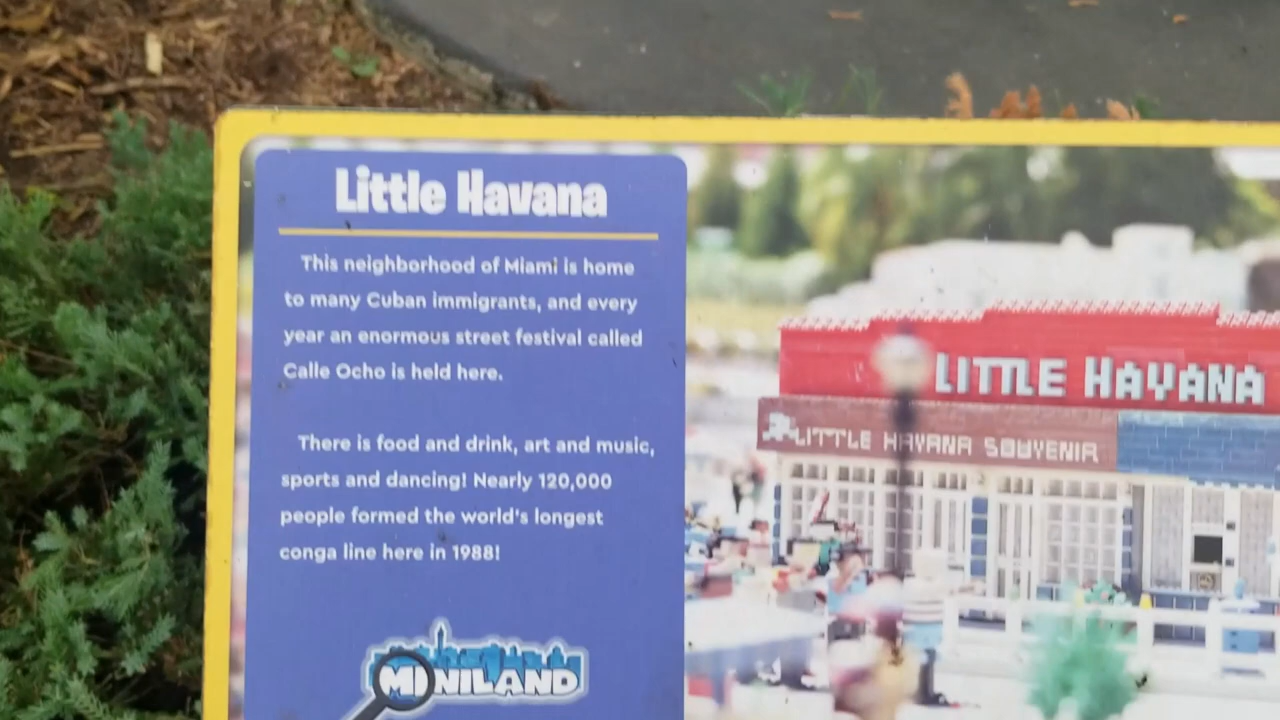 Little Havana
This neighborhood of Miami is home
to many Cuban immigrants, and every
year an enormous street festival called
Calle Ocho is held here.
There is food and drink, art and music,
sports and dancing! Nearly 120,000
people formed the world's longest
conga line here in 1988!
MINILAND
LITTLE HAVANA
LITTLE HAVANA SOUVENIR